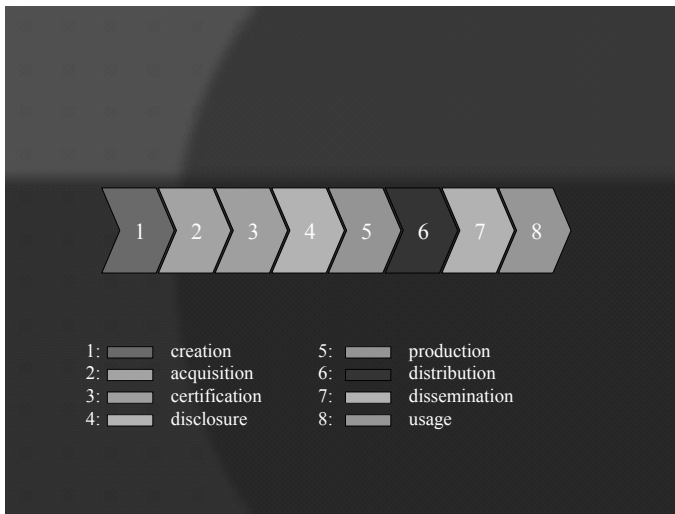 1 2 3 4 5 6 7 8
1: creation
2: acquisition
3: certification
4: disclosure
5: production
6: distribution
7: dissemination
8: usage